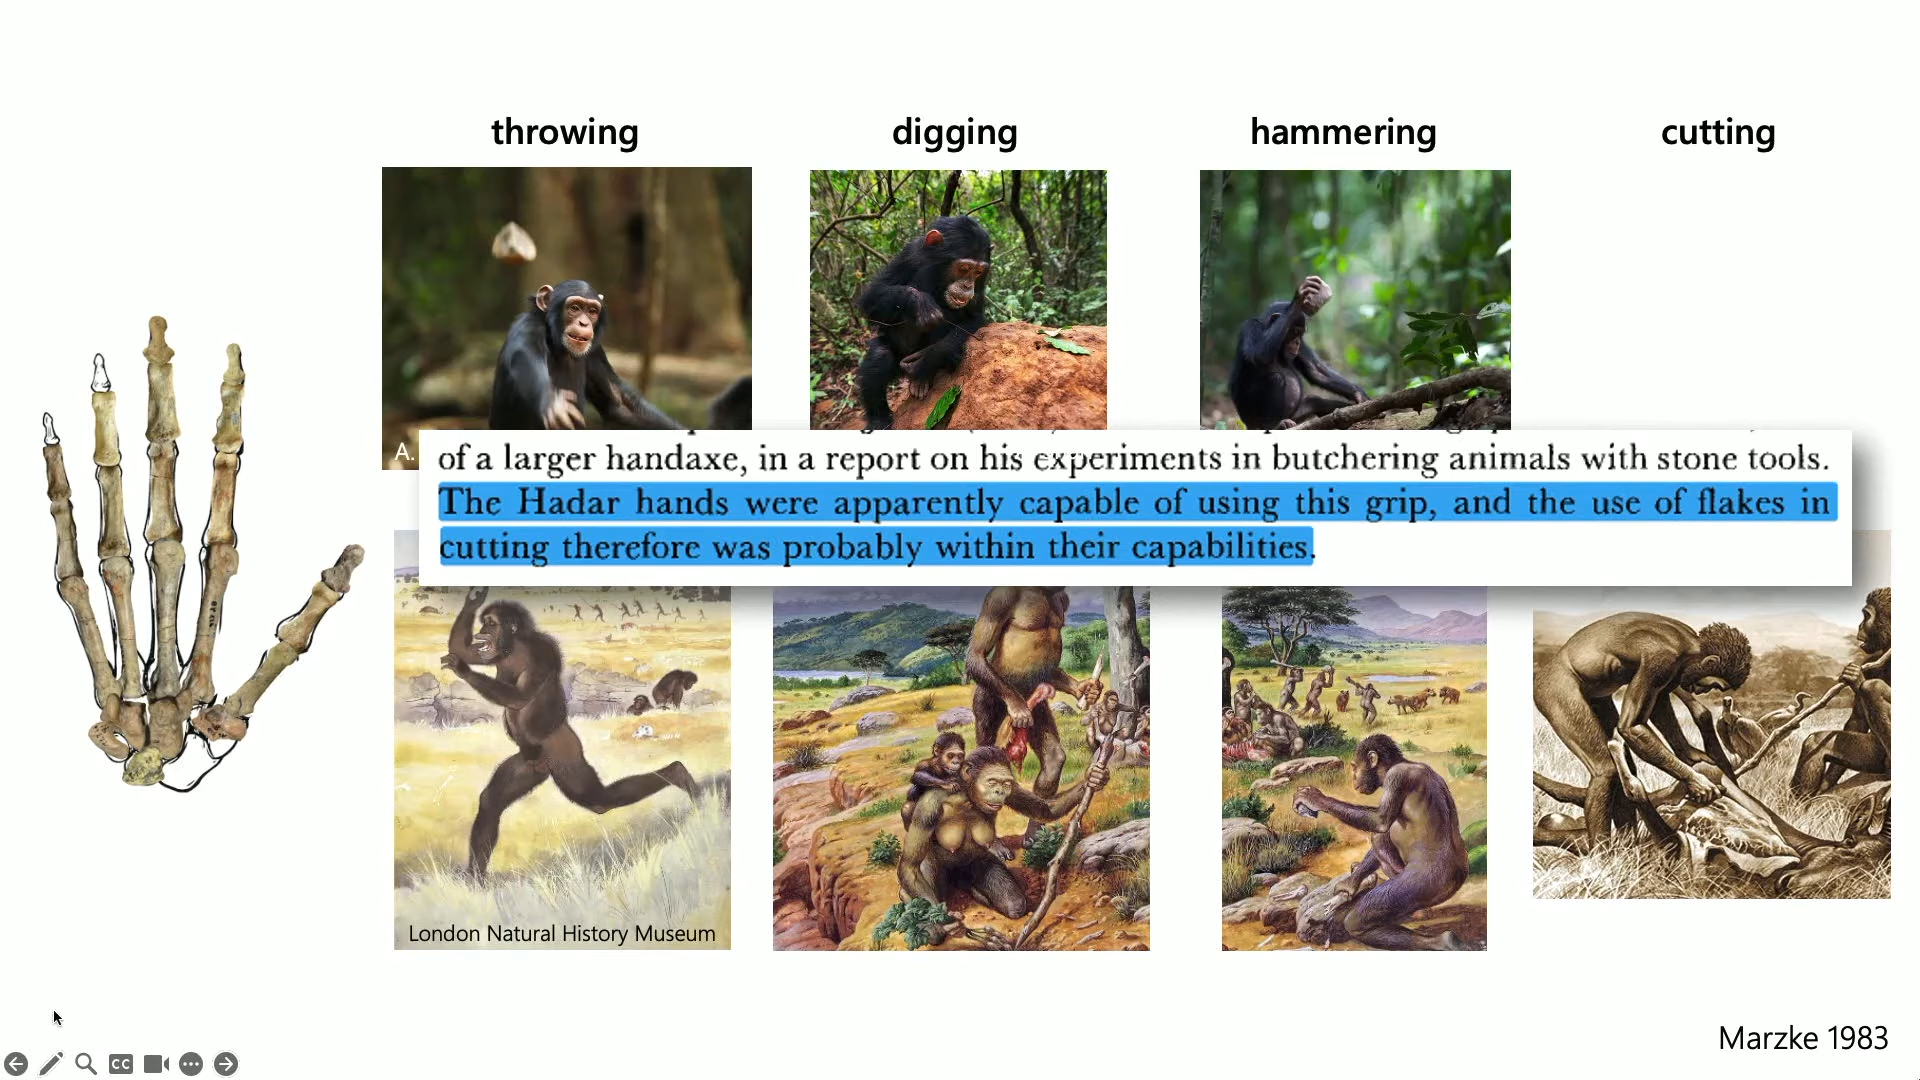 throwing
digging
hammering
cutting
A.
of a larger handaxe, in a report on his experiments in butchering animals with stone tools.
The Hadar hands were apparently capable of using this grip, and the use of flakes in
cutting therefore was probably within their capabilities.
London Natural History Museum
Marzke 1983
CC